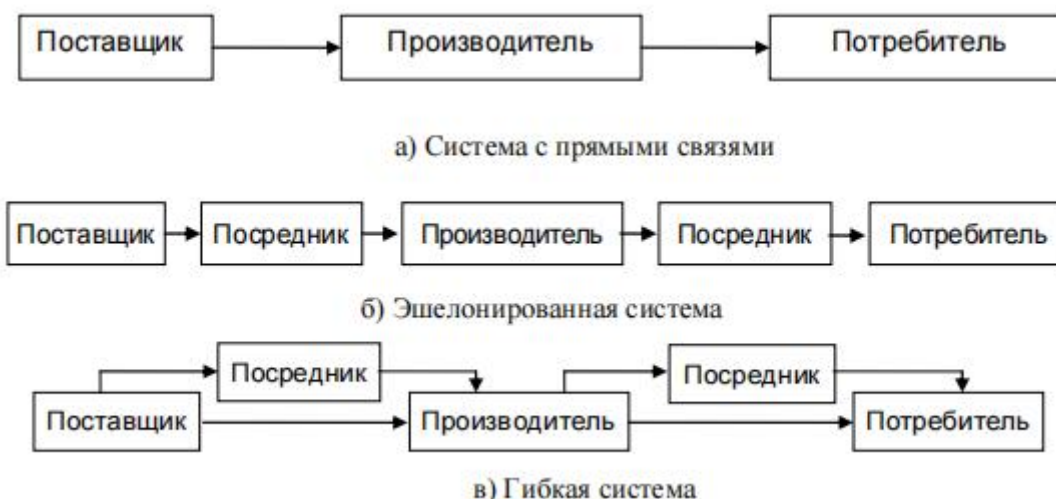 Поставщик Производитель Потребитель
а) Система с прямыми связями
Поставщик Посредник Производитель Посредник Потребитель
б) Эшелонированная система
Посредник Посредник
Поставщик Производитель Потребитель
в) Гибкая система